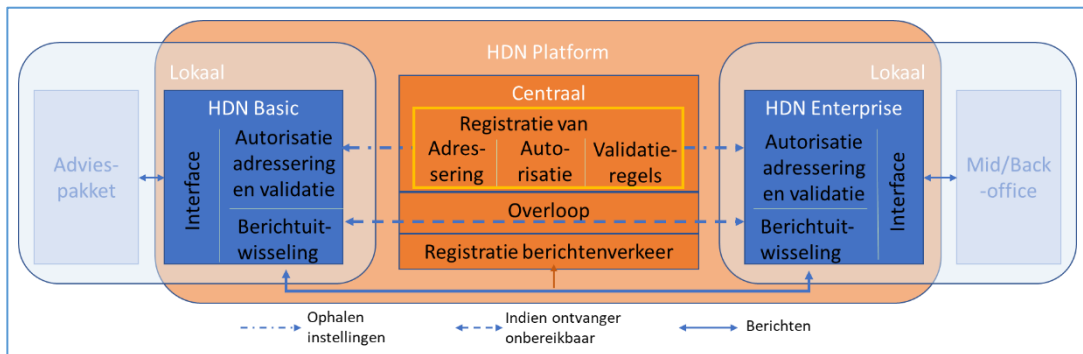 HDN Platform
Lokaal
Lokaal
Advies-
pakket
HDN Basic
Interface
Autorisatie
adressering
en validatie
Berichtuit-
wisseling
Centraal
Registratie van
Adres-
sering
Auto-
risatie
Validatie-
regels
Overloop
Registratie berichtenverkeer
HDN Enterprise
Autorisatie
adressering
en validatie
Berichtuit-
wisseling
Interface
Mid/Back
-office
Ophalen
instellingen
Indien ontvanger
onbereikbaar
Berichten